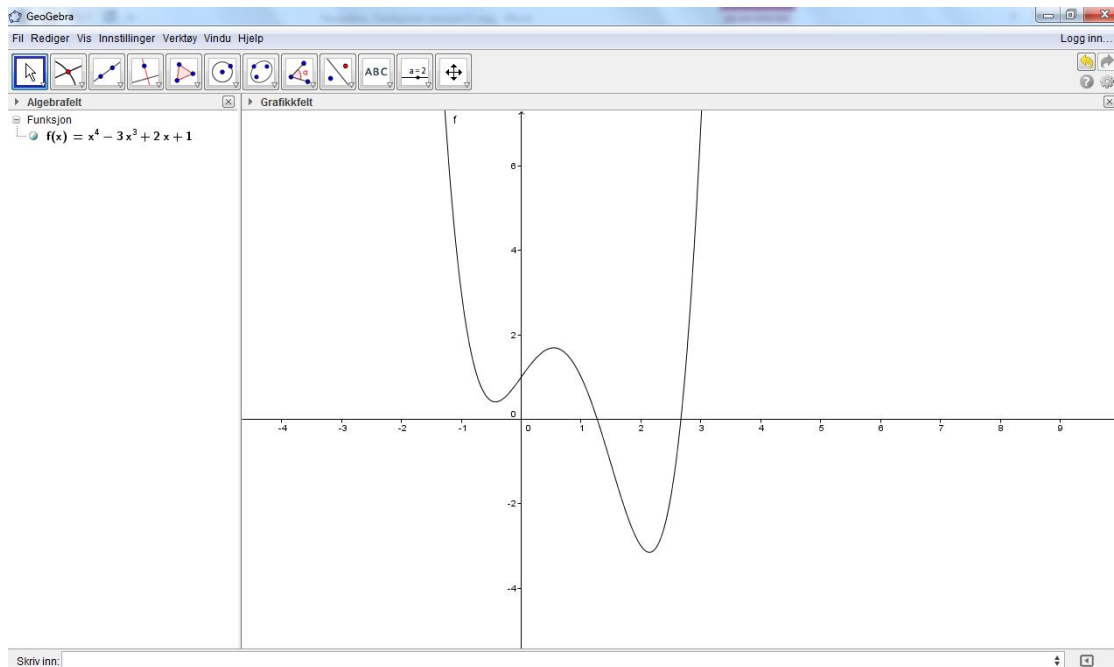 GeoGebra
Fil Rediger Vis Innstillinger Verktøy Vindu Hjelp
Logg inn...
ABC
a=2
α
Algebrafelt
Grafikkfelt
Funksjon
f(x) = x⁴ − 3 x³ + 2 x + 1
f
6
4
2
0
-4 -3 -2 -1 0 1 2 3 4 5 6 7 8 9
-2
-4
Skriv inn: